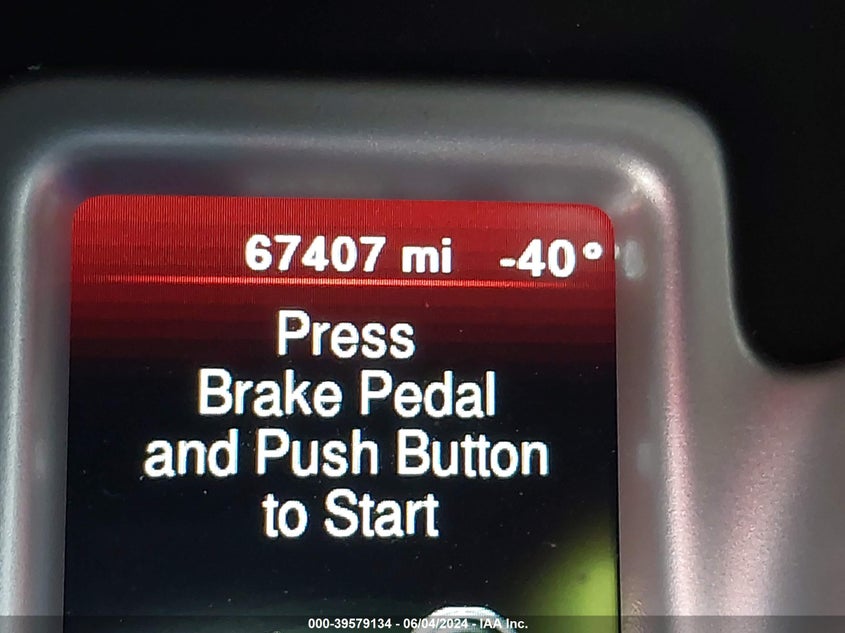 67407 mi -40°
Press
Brake Pedal
and Push Button
to Start
000-39579134 - 06/04/2024 - IAA Inc.